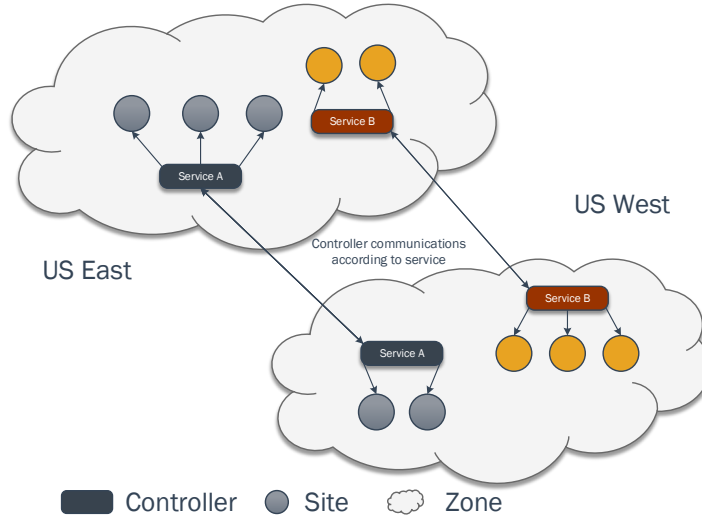 Service B
Service A
US West
Controller communications
according to service
US East
Service B
Service A
Controller
Site
Zone